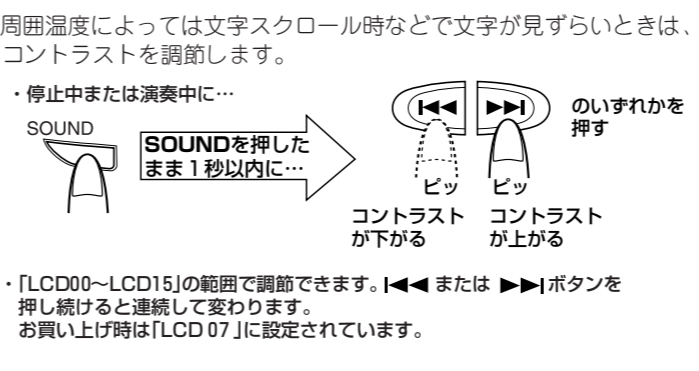 周囲温度によっては文字スクロール時などで文字が見ずらいときは、
コントラストを調節します。
・停止中または演奏中に…
SOUND
SOUNDを押した
まま1秒以内に…
のいずれかを
押す
ピッ ピッ
コントラスト
が下がる
コントラスト
が上がる
・「LCD00～LCD15」の範囲で調節できます。|◀◀ または ▶▶|ボタンを
押し続けると連続して変わります。
お買い上げ時は「LCD 07 」に設定されています。